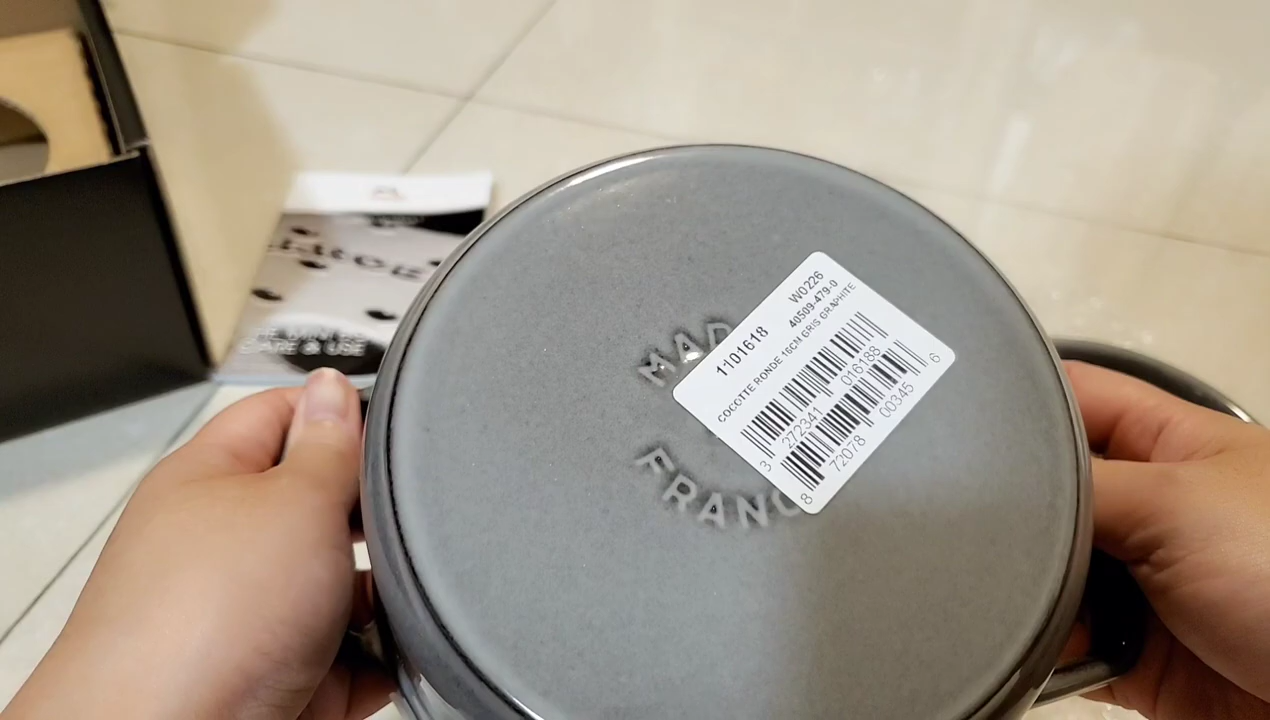 MAD
FRANC
W0226
1101618
40509-479-0
COCOTTE RONDE 16CM GRIS GRAPHITE
3 272341 016188
8 72078 00345 6
CARE & USE